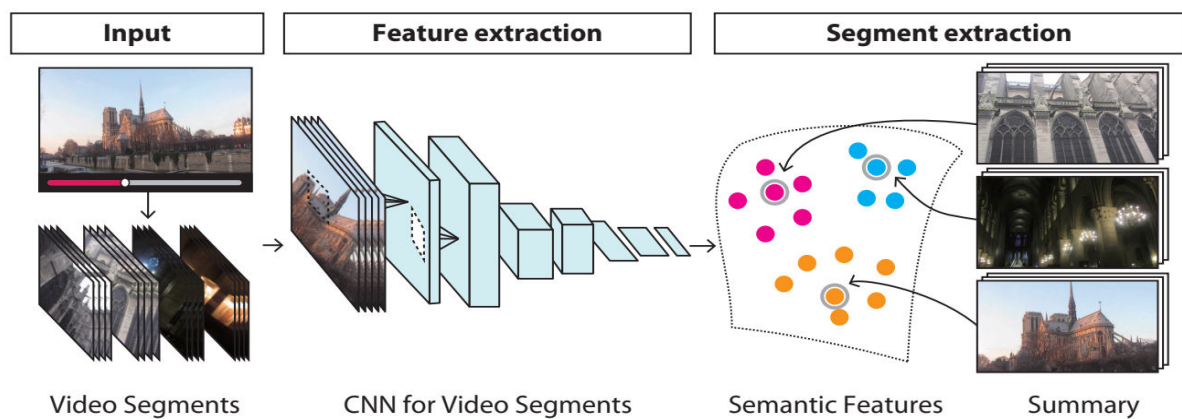 Input
Feature extraction
Segment extraction
Video Segments
CNN for Video Segments
Semantic Features
Summary